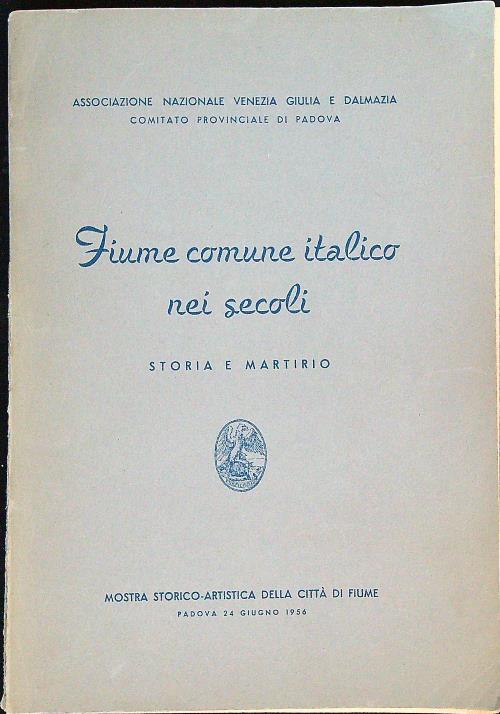 ASSOCIAZIONE NAZIONALE VENEZIA GIULIA E DALMAZIA
COMITATO PROVINCIALE DI PADOVA
Fiume comune italico
nei secoli
STORIA E MARTIRIO
MOSTRA STORICO-ARTISTICA DELLA CITTÀ DI FIUME
PADOVA 24 GIUGNO 1956